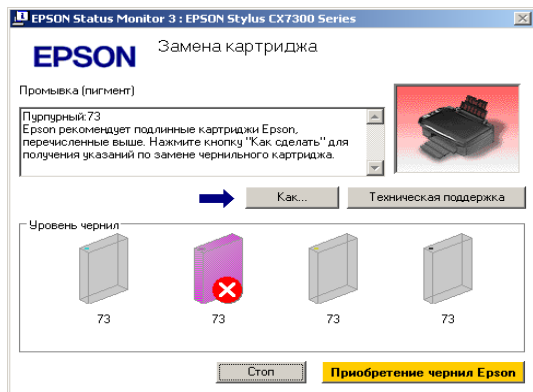 EPSON Status Monitor 3 : EPSON Stylus CX7300 Series
EPSON
Замена картриджа
Промывка (пигмент)
Пурпурный:73
Epson рекомендует подлинные картриджи Epson,
перечисленные выше. Нажмите кнопку "Как сделать" для
получения указаний по замене чернильного картриджа.
Как...
Техническая поддержка
Уровень чернил
73
73
73
73
Стоп
Приобретение чернил Epson